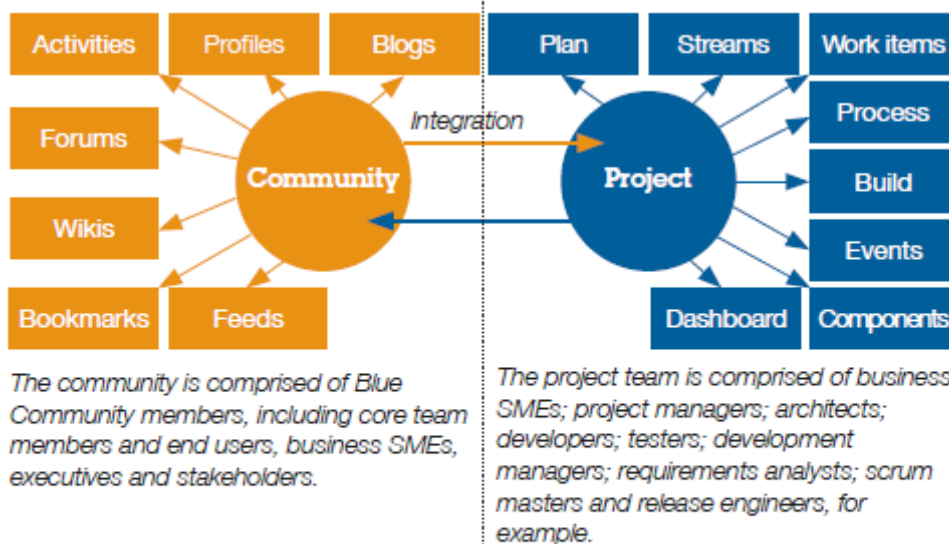 Activities
Profiles
Blogs
Forums
Wikis
Bookmarks
Feeds
Community
Integration
Plan
Streams
Work items
Process
Build
Events
Components
Dashboard
Project
The community is comprised of Blue
Community members, including core team
members and end users, business SMEs,
executives and stakeholders.
The project team is comprised of business
SMEs; project managers; architects;
developers; testers; development
managers; requirements analysts; scrum
masters and release engineers, for
example.